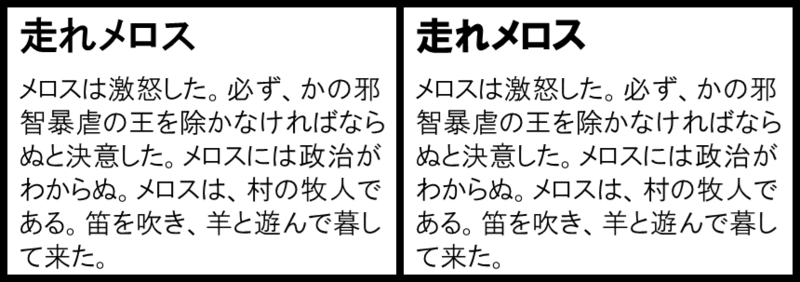 走れメロス
メロスは激怒した。必ず、かの邪
智暴虐の王を除かなければなら
ぬと決意した。メロスには政治が
わからぬ。メロスは、村の牧人で
ある。笛を吹き、羊と遊んで暮し
て来た。
走れメロス
メロスは激怒した。必ず、かの邪
智暴虐の王を除かなければなら
ぬと決意した。メロスには政治が
わからぬ。メロスは、村の牧人で
ある。笛を吹き、羊と遊んで暮し
て来た。